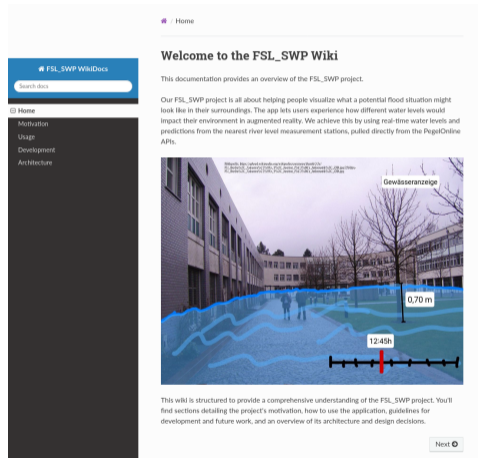 FSL_SWP WikiDocs
Search docs
Home
Motivation
Usage
Development
Architecture
/ Home
Welcome to the FSL_SWP Wiki
This documentation provides an overview of the FSL_SWP project.
Our FSL_SWP project is all about helping people visualize what a potential flood situation might
look like in their surroundings. The app lets users experience how different water levels would
impact their environment in augmented reality. We achieve this by using real-time water levels and
predictions from the nearest river level measurement stations, pulled directly from the PegelOnline
APIs.
Gewässeranzeige
0,70 m
12:45h
This wiki is structured to provide a comprehensive understanding of the FSL_SWP project. You'll
find sections detailing the project's motivation, how to use the application, guidelines for
development and future work, and an overview of its architecture and design decisions.
Next